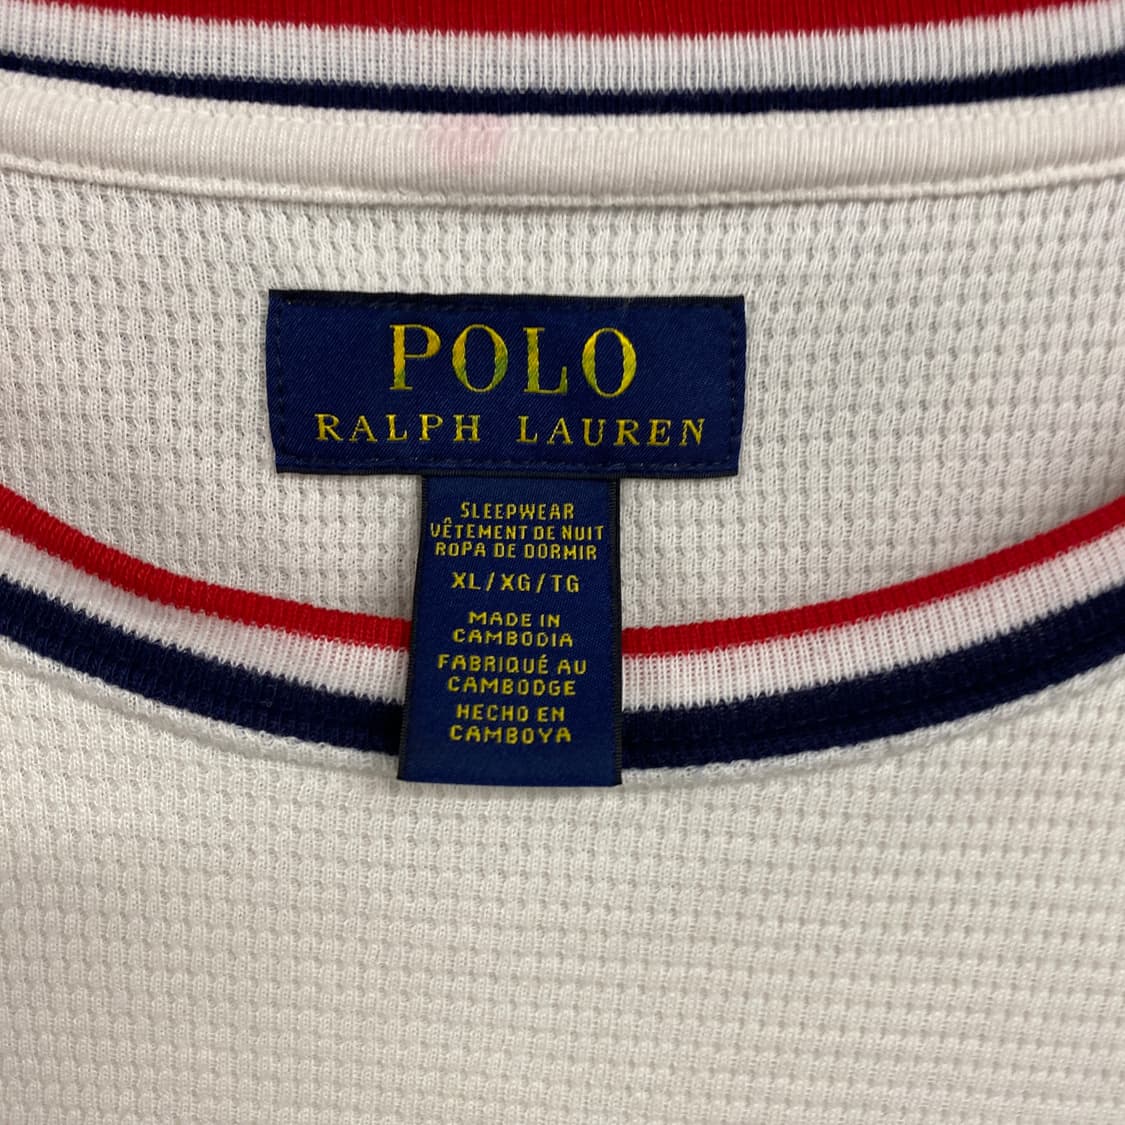 POLO
RALPH LAUREN
SLEEPWEAR
VÊTEMENT DE NUIT
ROPA DE DORMIR
XL/XG/TG
MADE IN
CAMBODIA
FABRIQUÉ AU
CAMBODGE
HECHO EN
CAMBOYA